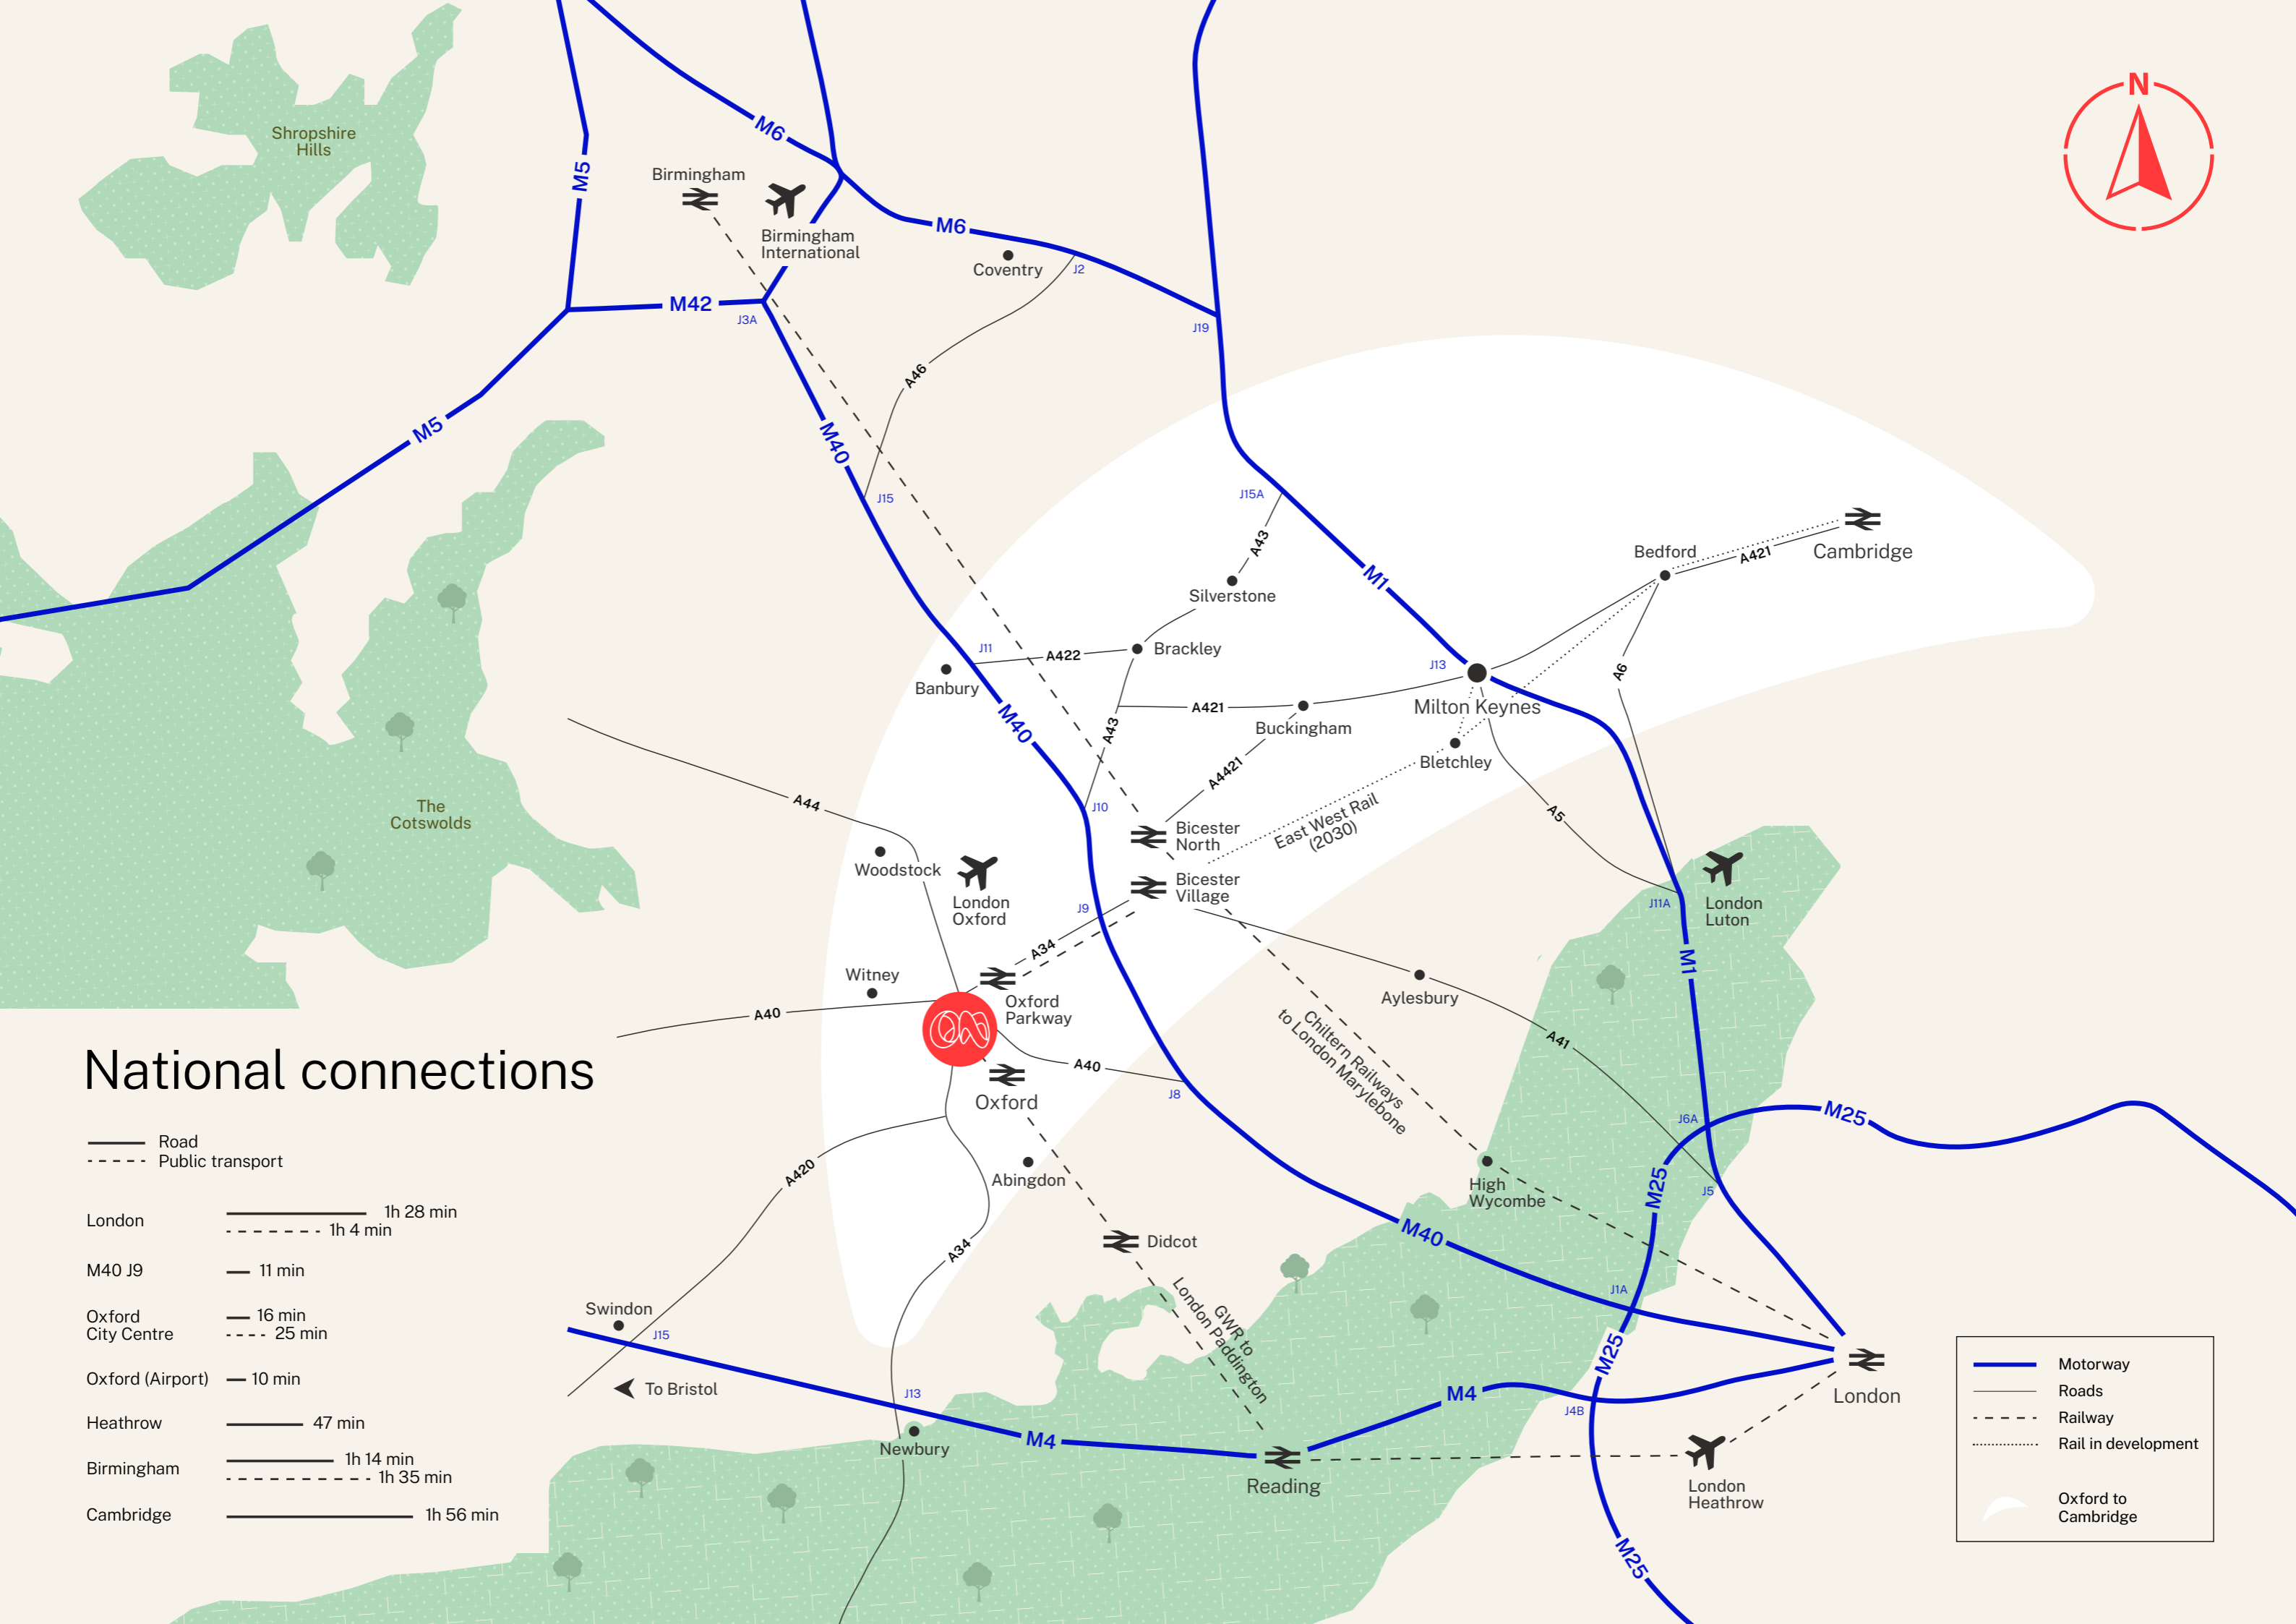 N
Shropshire
Hills
M5
M6
Birmingham
Birmingham
International
M6
Coventry
J2
M42
J3A
J19
A46
M5
M40
J15
J15A
A43
M1
Silverstone
Bedford
A421
Cambridge
J11
A422
Brackley
Banbury
J13
A6
M40
A421
Milton Keynes
A43
Buckingham
Bletchley
A4421
The
Cotswolds
A44
J10
East West Rail
(2030)
A5
Bicester
North
Woodstock
Bicester
Village
London
Oxford
J9
J11A
London
Luton
A34
M1
Witney
Aylesbury
Oxford
Parkway
A40
Chiltern Railways
to London Marylebone
A41
A40
Oxford
J8
J6A
M25
National connections
Road
Public transport
A420
Abingdon
High
Wycombe
M25
J5
London
1h 28 min
1h 4 min
M40 J9
11 min
Oxford
City Centre
16 min
25 min
Oxford (Airport)
10 min
Heathrow
47 min
Birmingham
1h 14 min
1h 35 min
Cambridge
1h 56 min
A34
Didcot
M40
J1A
GWR to
London Paddington
Swindon
J15
To Bristol
J13
M25
M4
J4B
London
Newbury
M4
Reading
London
Heathrow
M25
Motorway
Roads
Railway
Rail in development
Oxford to
Cambridge